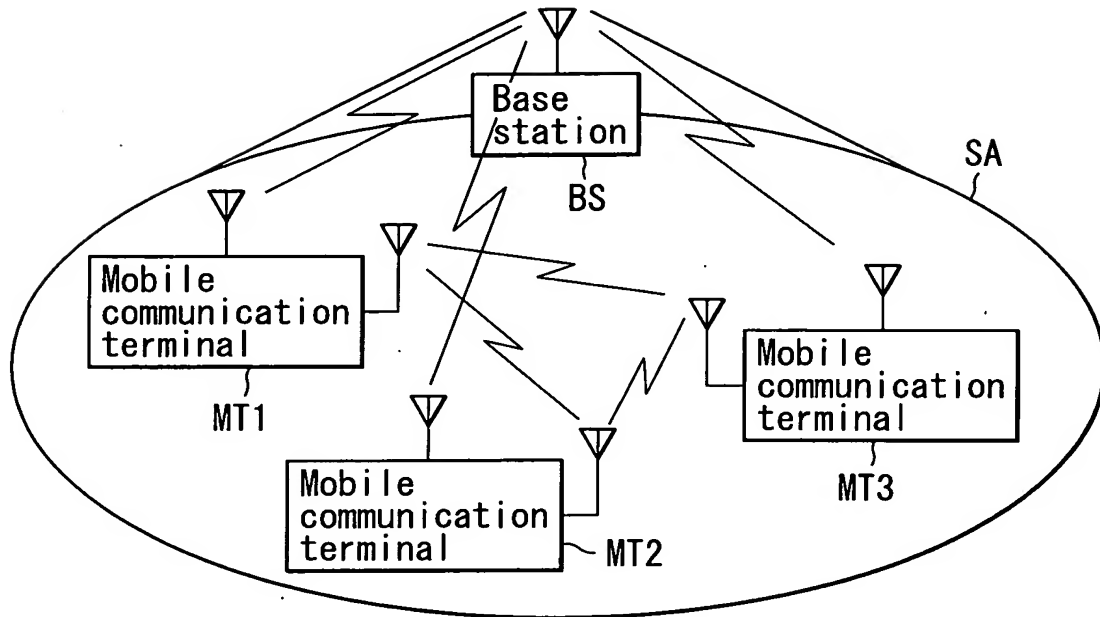 Base
station
BS
SA
Mobile
communication
terminal
MT1
Mobile
communication
terminal
MT3
Mobile
communication
terminal
MT2